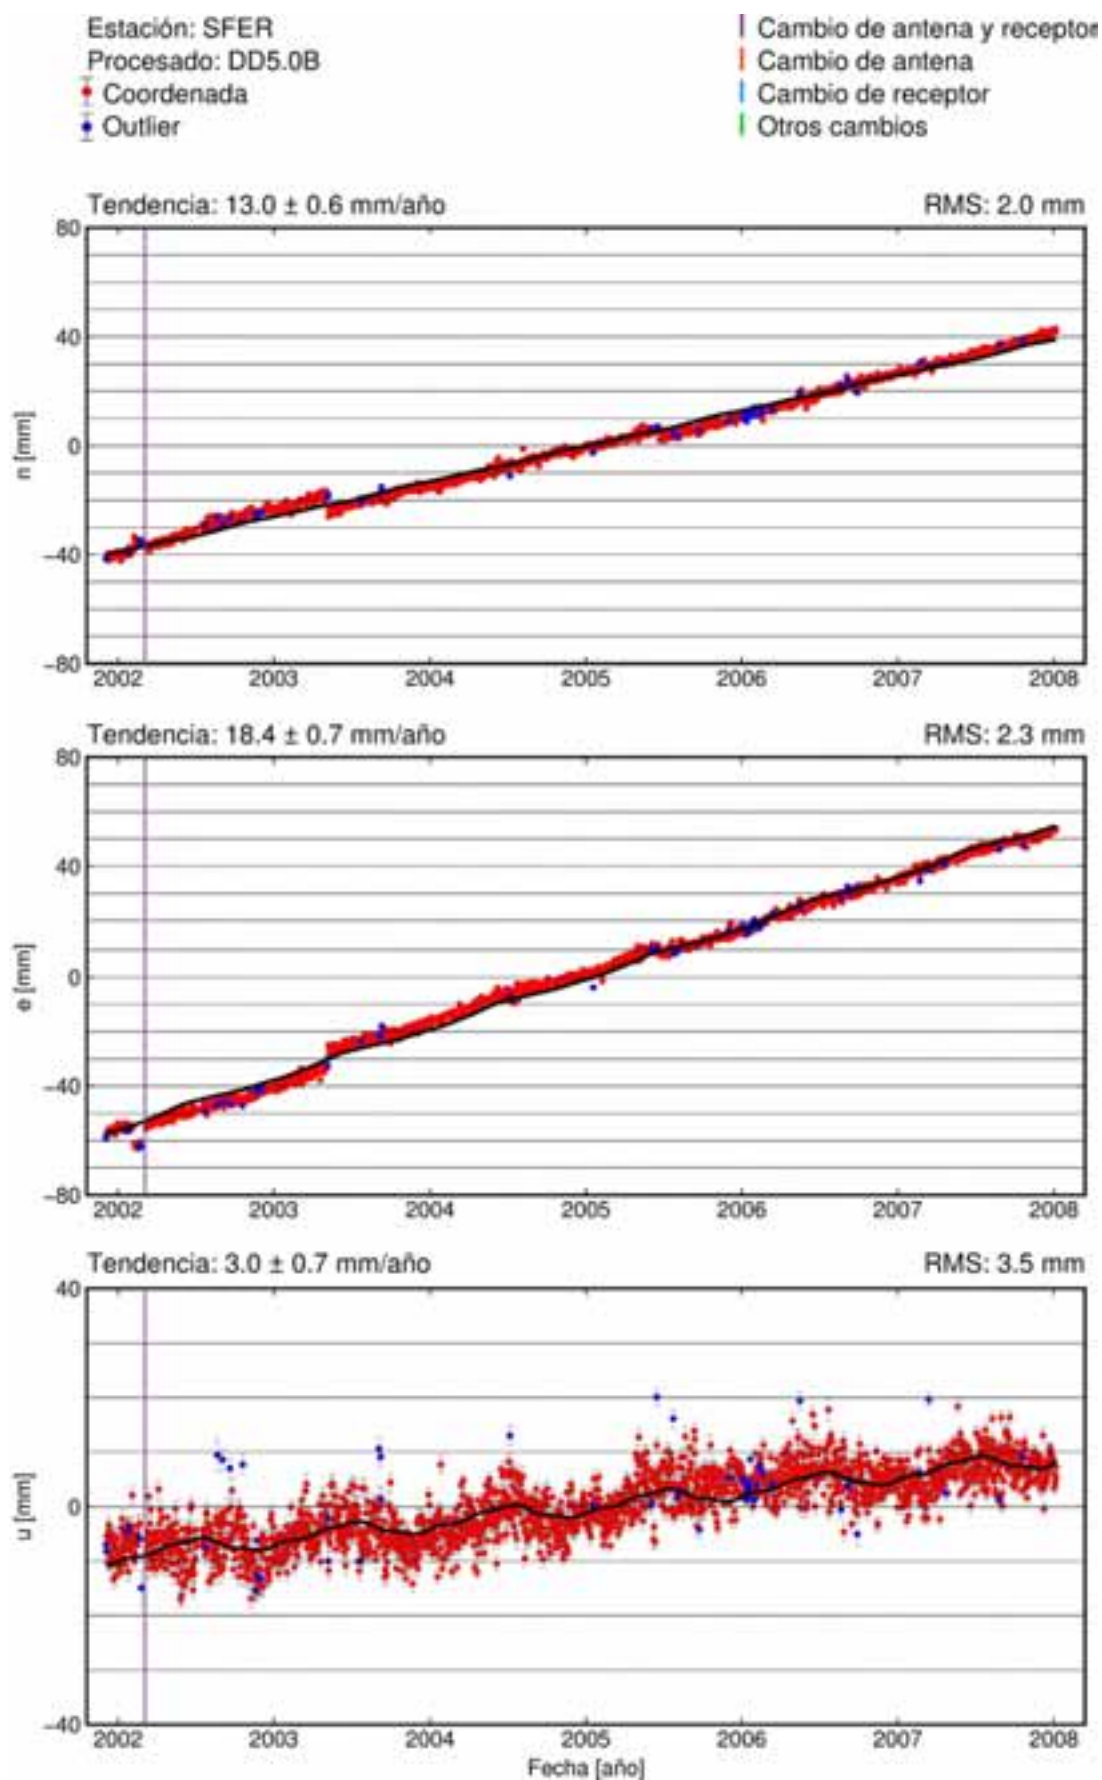 Estación: SFER
Procesado: DD5.0B
Coordenada
Outlier
Cambio de antena y receptor
Cambio de antena
Cambio de receptor
Otros cambios
Tendencia: 13.0 ± 0.6 mm/año RMS: 2.0 mm
80
40
0
−40
−80
n [mm]
2002 2003 2004 2005 2006 2007 2008
Tendencia: 18.4 ± 0.7 mm/año RMS: 2.3 mm
80
40
0
−40
−80
e [mm]
2002 2003 2004 2005 2006 2007 2008
Tendencia: 3.0 ± 0.7 mm/año RMS: 3.5 mm
40
0
−40
u [mm]
2002 2003 2004 2005 2006 2007 2008
Fecha [año]